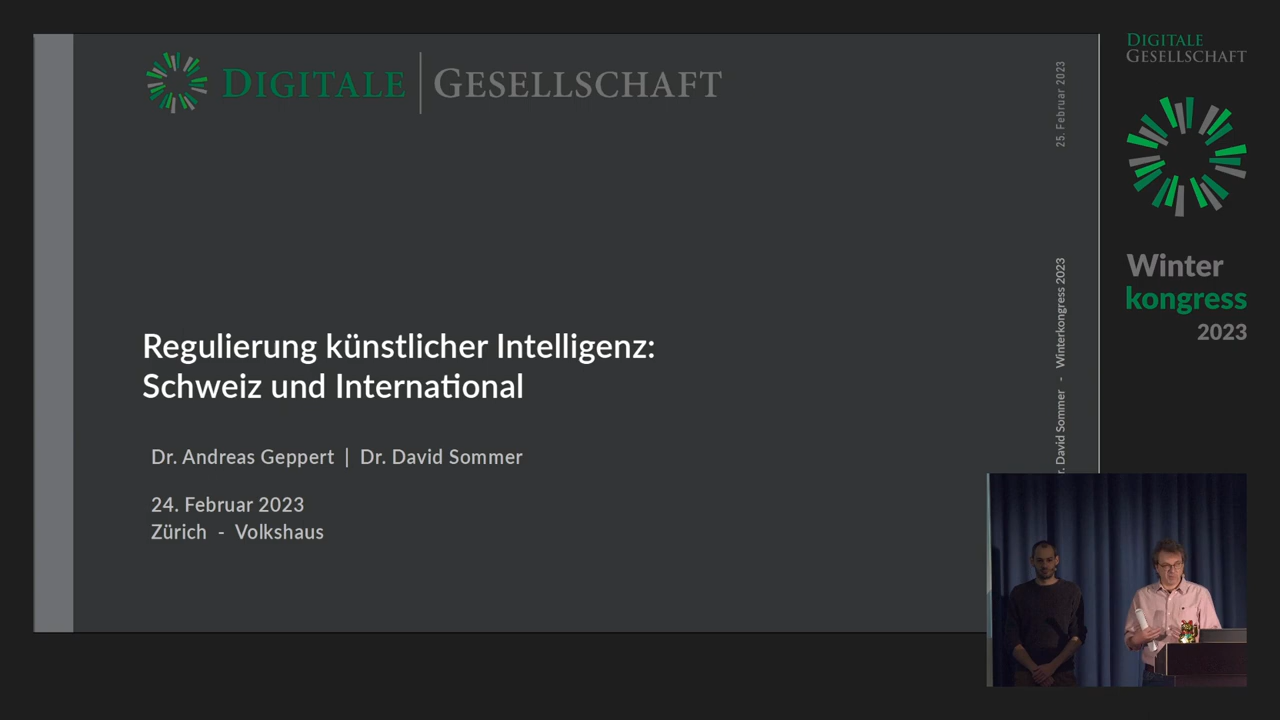 DIGITALE GESELLSCHAFT
25. Februar 2023
Regulierung künstlicher Intelligenz:
Schweiz und International
Dr. Andreas Geppert | Dr. David Sommer
24. Februar 2023
Zürich - Volkshaus
David Sommer - Winterkongress 2023
DIGITALE
GESELLSCHAFT
Winter
kongress
2023